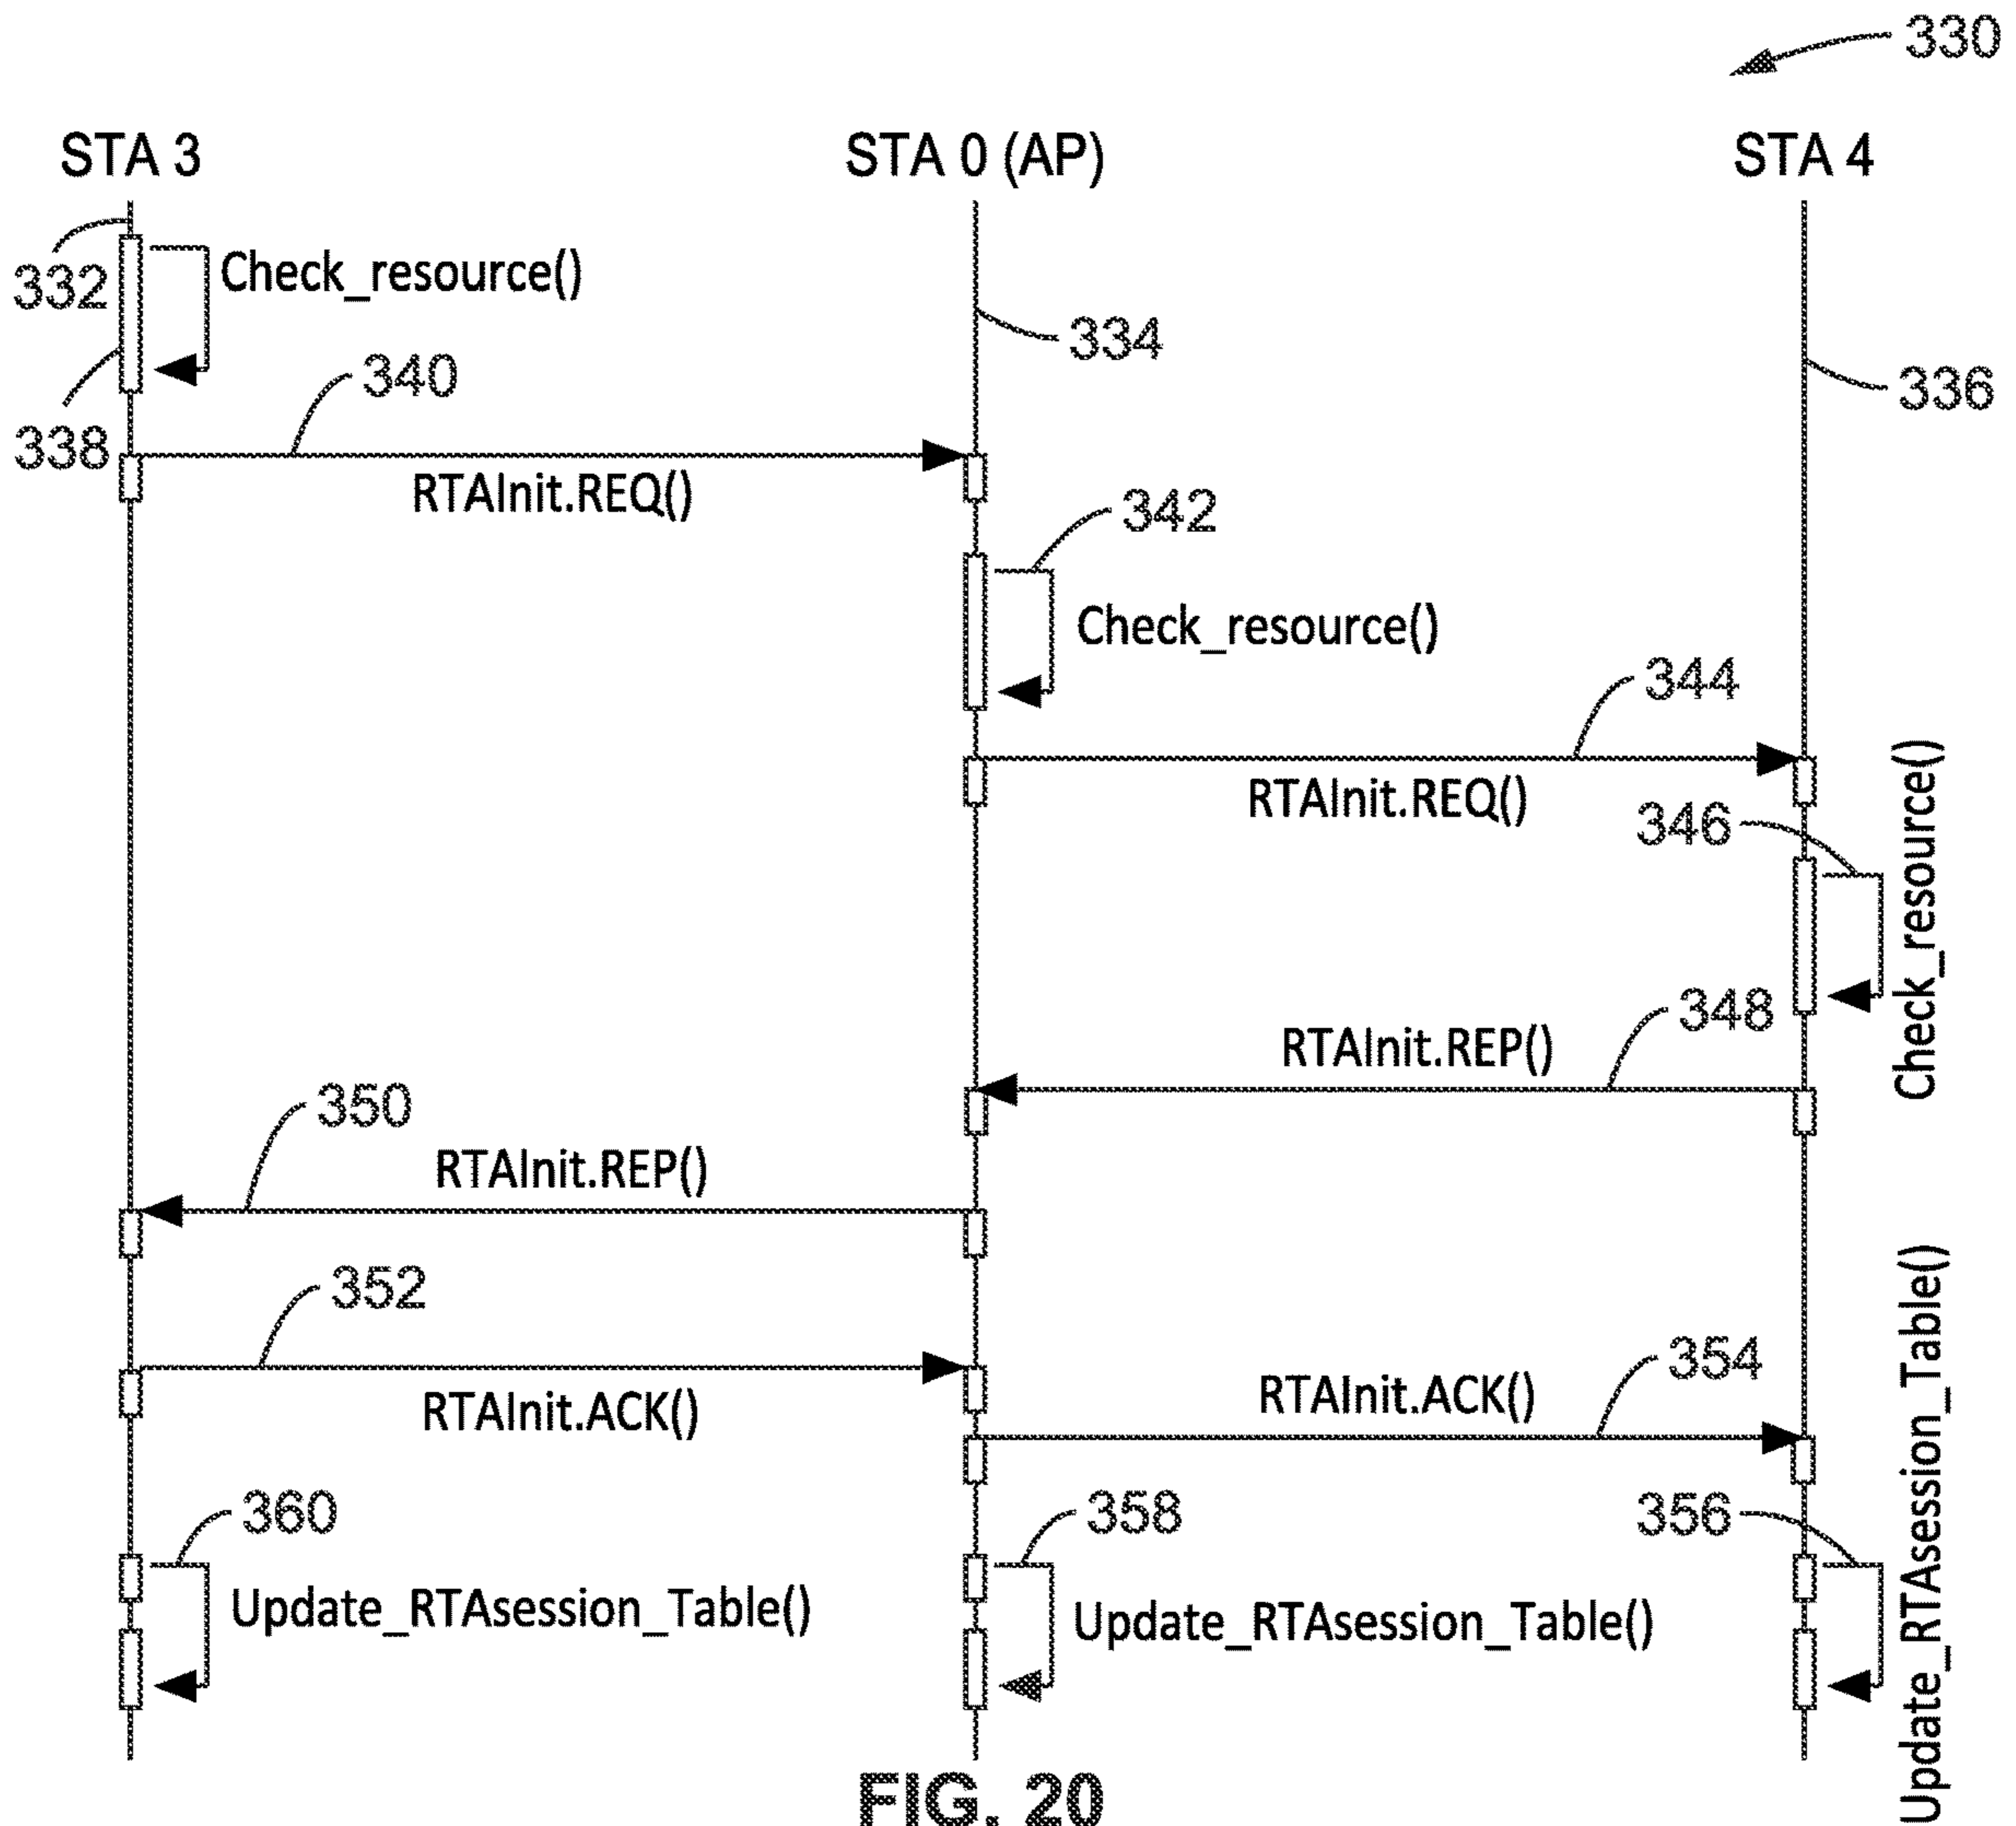 330
STA 3
STA 0 (AP)
STA 4
332
Check_resource()
334
336
338
340
RTAInit.REQ()
342
Check_resource()
344
RTAInit.REQ()
346
Check_resource()
348
RTAInit.REP()
350
RTAInit.REP()
352
RTAInit.ACK()
354
RTAInit.ACK()
360
Update_RTAsession_Table()
358
Update_RTAsession_Table()
356
Update_RTAsession_Table()
FIG. 20